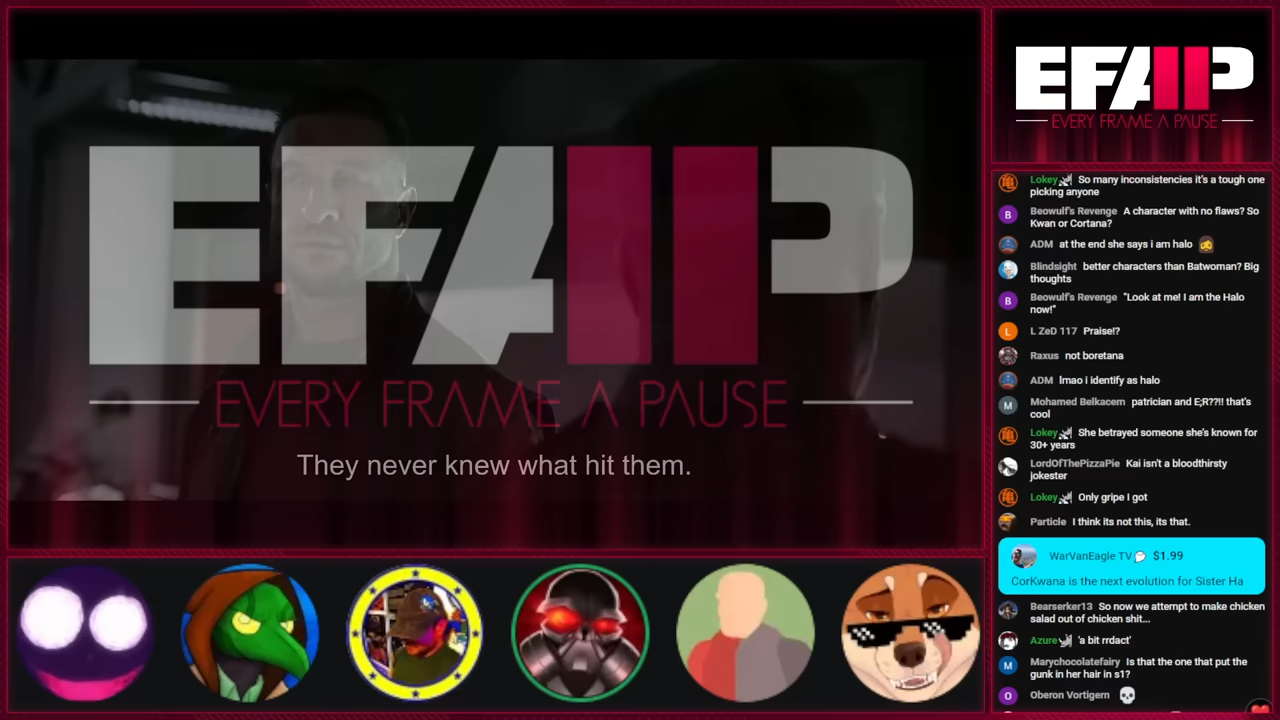 EFAP
EVERY FRAME A PAUSE
They never knew what hit them.
EFAP
EVERY FRAME A PAUSE
Lokey So many inconsistencies it's a tough one
picking anyone
Beowulf's Revenge A character with no flaws? So
Kwan or Cortana?
ADM at the end she says i am halo
Blindsight better characters than Batwoman? Big
thoughts
B
Beowulf's Revenge "Look at me! I am the Halo
now!"
B
L ZeD 117 Praise!?
L
Raxus not boretana
ADM lmao i identify as halo
Mohamed Belkacem patrician and E;R??!! that's
cool
M
Lokey She betrayed someone she's known for
30+ years
LordOfThePizzaPie Kai isn't a bloodthirsty
jokester
Lokey Only gripe I got
Particle I think its not this, its that.
WarVanEagle TV $1.99
CorKwana is the next evolution for Sister Ha
Bearserker13 So now we attempt to make chicken
salad out of chicken shit...
Azure 'a bit rrdact'
Marychocolatefairy Is that the one that put the
gunk in her hair in s1?
M
Oberon Vortigern
O